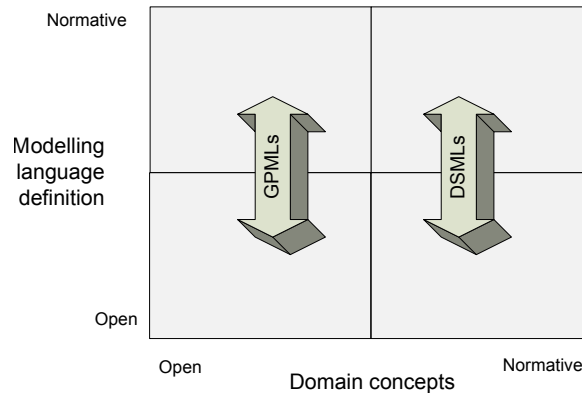 Normative
Modelling
language
definition
GPMLs
DSMLs
Open
Open
Normative
Domain concepts